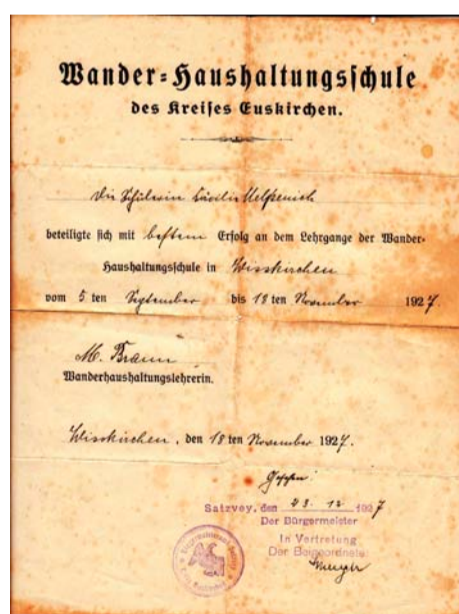 Wander-Haushaltungsschule
des Kreises Euskirchen.
Die Schülerin Cäcilie
beteiligte sich mit bestem Erfolg an dem Lehrgange der Wander-
Haushaltungsschule in Wisskirchen
vom 5 ten September bis 18 ten November 1927.
M. Braun
Wanderhaushaltungslehrerin.
Wisskirchen, den 18 ten November 1927.
Gesehen
Satzvey, den 23. 12 1927
Der Bürgermeister
In Vertretung
Der Beigeordnete: